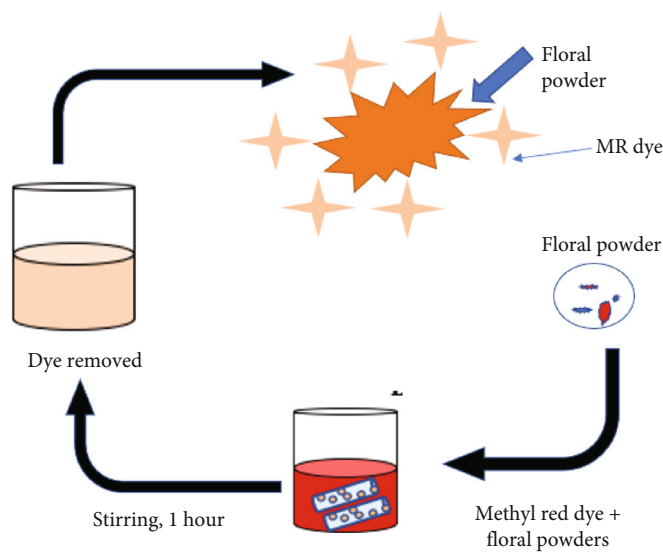 Floral
powder
MR dye
Floral powder
Dye removed
Stirring, 1 hour
Methyl red dye +
floral powders